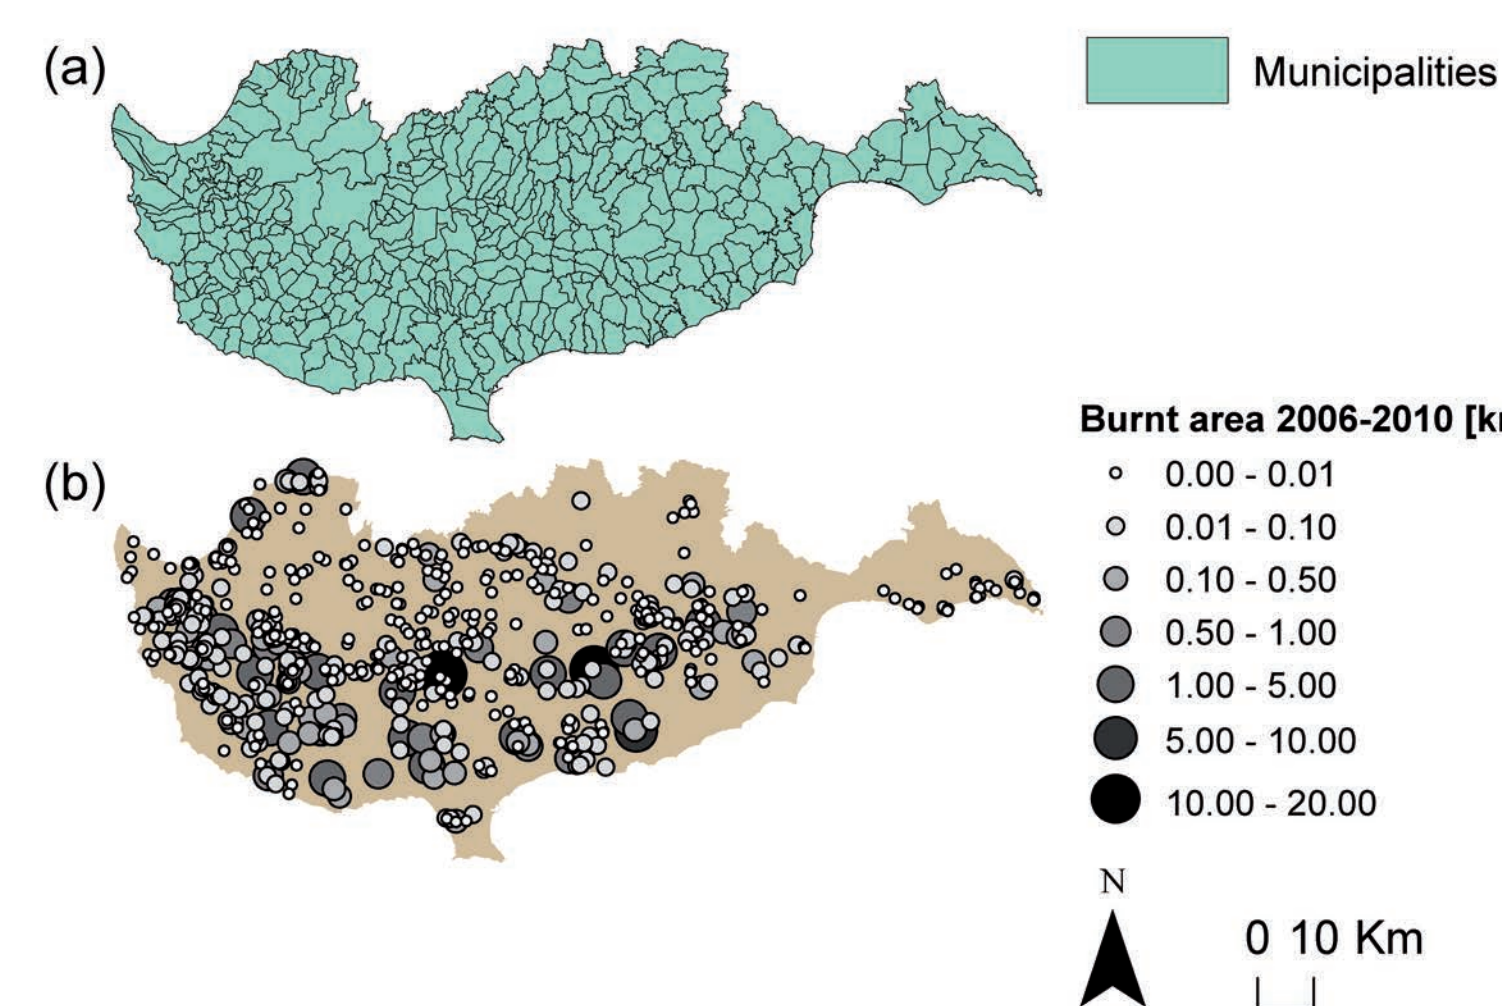 (a)
Municipalities
Burnt area 2006-2010 [k
(b)
0.00 - 0.01
0.01 - 0.10
0.10 - 0.50
0.50 - 1.00
1.00 - 5.00
5.00 - 10.00
10.00 - 20.00
N
0 10 Km